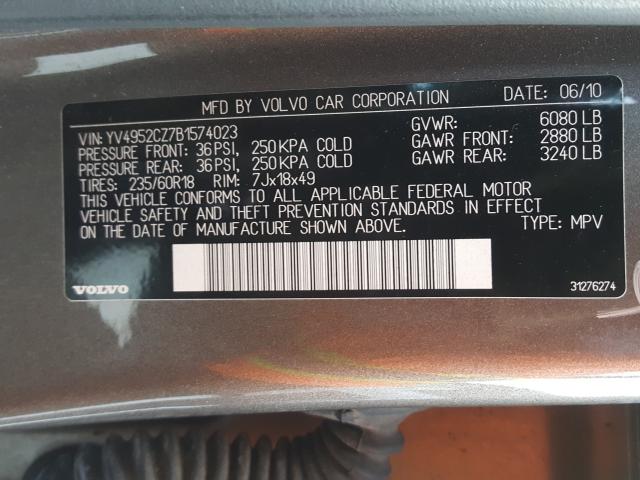 MFD BY VOLVO CAR CORPORATION DATE: 06/10
VIN: YV4952CZ7B1574023 GVWR: 6080 LB
PRESSURE FRONT: 36PSI, 250KPA COLD GAWR FRONT: 2880 LB
PRESSURE REAR: 36PSI, 250KPA COLD GAWR REAR: 3240 LB
TIRES: 235/60R18 RIM: 7Jx18x49
THIS VEHICLE CONFORMS TO ALL APPLICABLE FEDERAL MOTOR
VEHICLE SAFETY AND THEFT PREVENTION STANDARDS IN EFFECT
ON THE DATE OF MANUFACTURE SHOWN ABOVE. TYPE: MPV
VOLVO 31276274